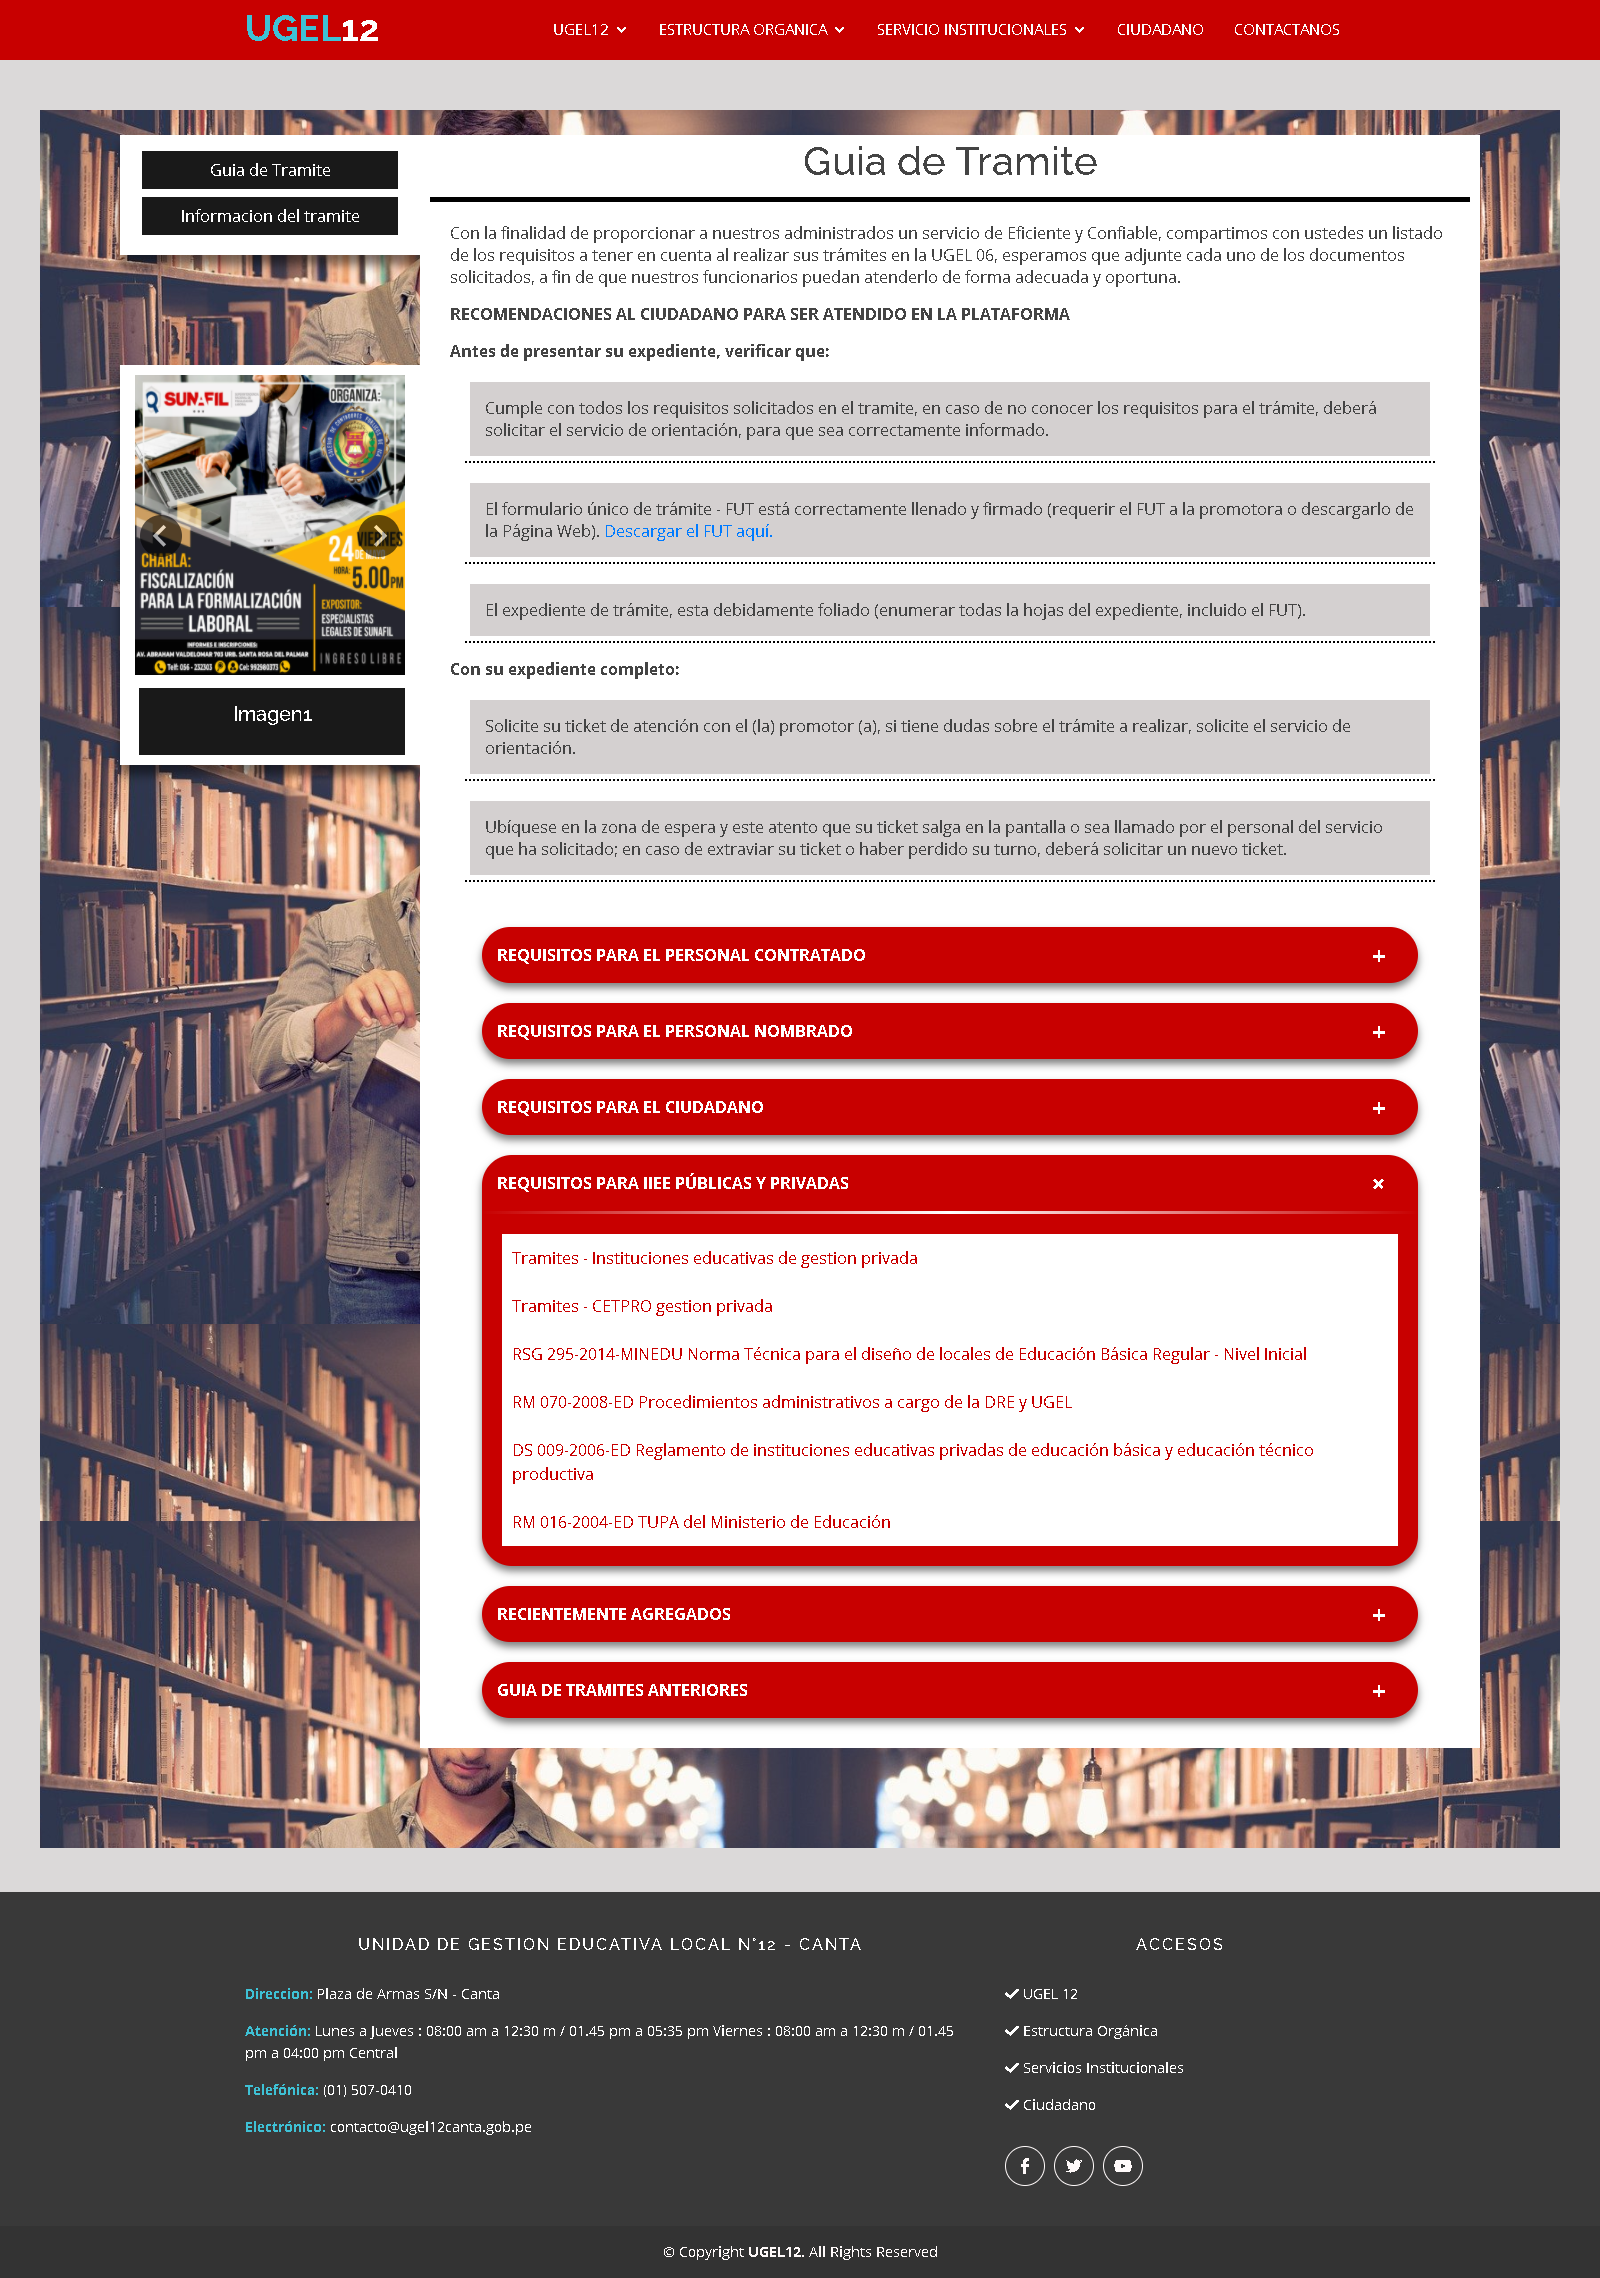 UGEL12
UGEL12
ESTRUCTURA ORGANICA
SERVICIO INSTITUCIONALES
CIUDADANO
CONTACTANOS
Guia de Tramite
Informacion del tramite
Guia de Tramite
Con la finalidad de proporcionar a nuestros administrados un servicio de Eficiente y Confiable, compartimos con ustedes un listado
de los requisitos a tener en cuenta al realizar sus trámites en la UGEL 06, esperamos que adjunte cada uno de los documentos
solicitados, a fin de que nuestros funcionarios puedan atenderlo de forma adecuada y oportuna.
RECOMENDACIONES AL CIUDADANO PARA SER ATENDIDO EN LA PLATAFORMA
Antes de presentar su expediente, verificar que:
Cumple con todos los requisitos solicitados en el tramite, en caso de no conocer los requisitos para el trámite, deberá
solicitar el servicio de orientación, para que sea correctamente informado.
El formulario único de trámite - FUT está correctamente llenado y firmado (requerir el FUT a la promotora o descargarlo de
la Página Web). Descargar el FUT aquí.
El expediente de trámite, esta debidamente foliado (enumerar todas la hojas del expediente, incluido el FUT).
Con su expediente completo:
Solicite su ticket de atención con el (la) promotor (a), si tiene dudas sobre el trámite a realizar, solicite el servicio de
orientación.
Ubíquese en la zona de espera y este atento que su ticket salga en la pantalla o sea llamado por el personal del servicio
que ha solicitado; en caso de extraviar su ticket o haber perdido su turno, deberá solicitar un nuevo ticket.
SUNAFIL
ORGANIZA:
24 VIERNES
DE MAYO
HORA: 5.00PM
CHARLA:
FISCALIZACIÓN
PARA LA FORMALIZACIÓN
LABORAL
EXPOSITOR:
ESPECIALISTAS
LEGALES DE SUNAFIL
INFORMES E INSCRIPCIONES:
AV. ABRAHAM VALDELOMAR 703 URB. SANTA ROSA DEL PALMAR
Telf: 056 - 232303 Cel: 992980373
INGRESO LIBRE
Imagen1
REQUISITOS PARA EL PERSONAL CONTRATADO +
REQUISITOS PARA EL PERSONAL NOMBRADO +
REQUISITOS PARA EL CIUDADANO +
REQUISITOS PARA IIEE PÚBLICAS Y PRIVADAS ×
Tramites - Instituciones educativas de gestion privada
Tramites - CETPRO gestion privada
RSG 295-2014-MINEDU Norma Técnica para el diseño de locales de Educación Básica Regular - Nivel Inicial
RM 070-2008-ED Procedimientos administrativos a cargo de la DRE y UGEL
DS 009-2006-ED Reglamento de instituciones educativas privadas de educación básica y educación técnico
productiva
RM 016-2004-ED TUPA del Ministerio de Educación
RECIENTEMENTE AGREGADOS +
GUIA DE TRAMITES ANTERIORES +
UNIDAD DE GESTION EDUCATIVA LOCAL N°12 - CANTA
Direccion: Plaza de Armas S/N - Canta
Atención: Lunes a Jueves : 08:00 am a 12:30 m / 01.45 pm a 05:35 pm Viernes : 08:00 am a 12:30 m / 01.45
pm a 04:00 pm Central
Telefónica: (01) 507-0410
Electrónico: contacto@ugel12canta.gob.pe
ACCESOS
UGEL 12
Estructura Orgánica
Servicios Institucionales
Ciudadano
© Copyright UGEL12. All Rights Reserved